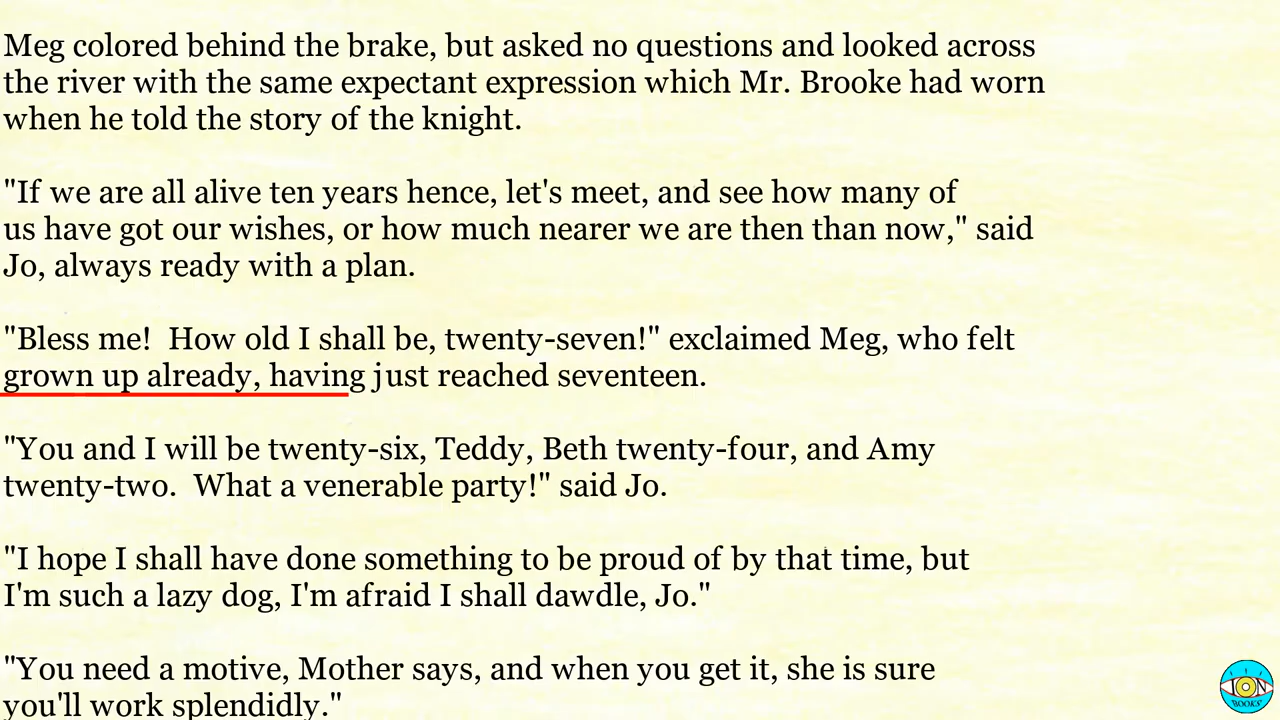 Meg colored behind the brake, but asked no questions and looked across
the river with the same expectant expression which Mr. Brooke had worn
when he told the story of the knight.
"If we are all alive ten years hence, let's meet, and see how many of
us have got our wishes, or how much nearer we are then than now," said
Jo, always ready with a plan.
"Bless me!  How old I shall be, twenty-seven!" exclaimed Meg, who felt
grown up already, having just reached seventeen.
"You and I will be twenty-six, Teddy, Beth twenty-four, and Amy
twenty-two.  What a venerable party!" said Jo.
"I hope I shall have done something to be proud of by that time, but
I'm such a lazy dog, I'm afraid I shall dawdle, Jo."
"You need a motive, Mother says, and when you get it, she is sure
you'll work splendidly."
ION
BOOKS